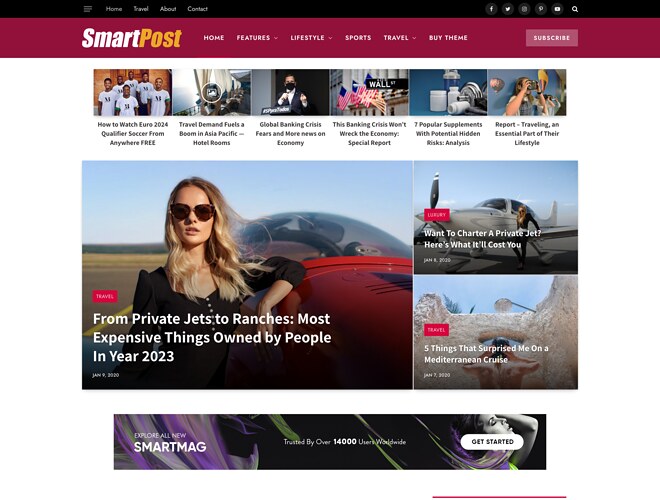 Home Travel About Contact
SmartPost HOME FEATURES LIFESTYLE SPORTS TRAVEL BUY THEME SUBSCRIBE
How to Watch Euro 2024
Qualifier Soccer From
Anywhere FREE
Travel Demand Fuels a
Boom in Asia Pacific —
Hotel Rooms
Global Banking Crisis
Fears and More news on
Economy
WALL ST
This Banking Crisis Won't
Wreck the Economy:
Special Report
7 Popular Supplements
With Potential Hidden
Risks: Analysis
Report – Traveling, an
Essential Part of Their
Lifestyle
TRAVEL
From Private Jets to Ranches: Most
Expensive Things Owned by People
In Year 2023
JAN 9, 2020
LUXURY
Want To Charter A Private Jet?
Here's What It'll Cost You
JAN 8, 2020
TRAVEL
5 Things That Surprised Me On a
Mediterranean Cruise
JAN 7, 2020
EXPLORE ALL NEW
SMARTMAG
Trusted By Over 14000 Users Worldwide
GET STARTED